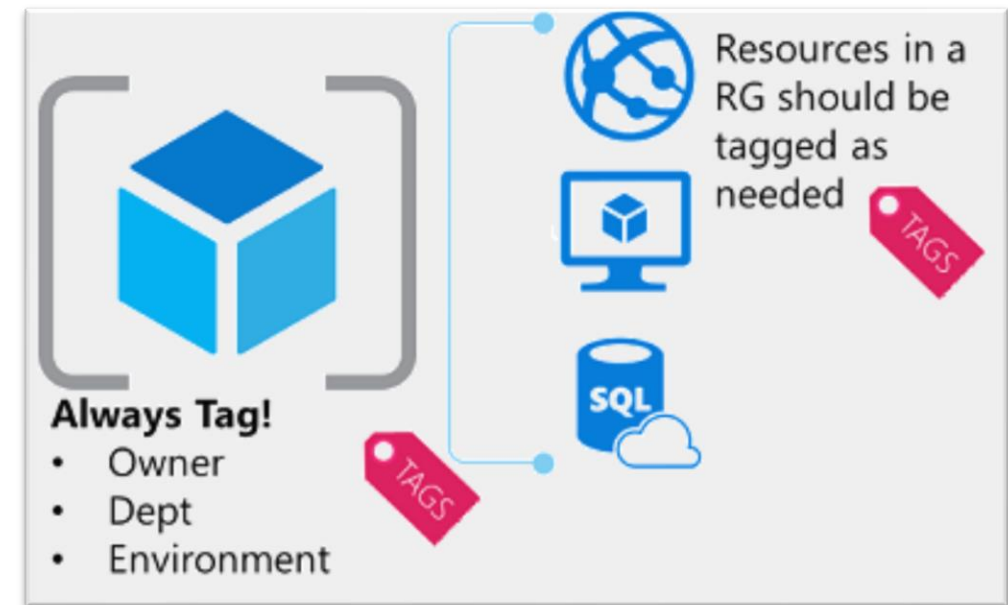 Resources in a
RG should be
tagged as
needed
TAGS
SQL
Always Tag!
• Owner
• Dept
• Environment
TAGS